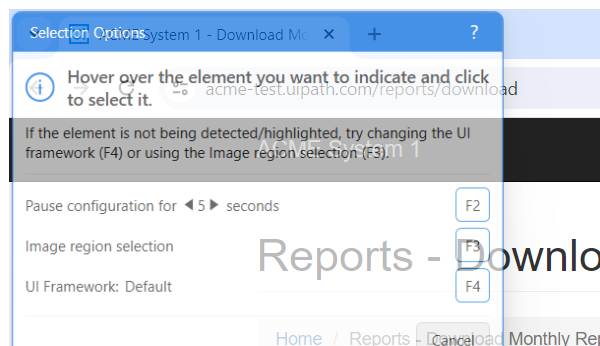 Selection Options
ACME System 1 - Download Mo
?
Hover over the element you want to indicate and click
to select it.
acme-test.uipath.com/reports/download
If the element is not being detected/highlighted, try changing the UI
framework (F4) or using the Image region selection (F3).
ACME System 1
Pause configuration for 5 seconds
F2
Image region selection
F3
Reports - Downlo
UI Framework: Default
F4
Home / Reports - Download Monthly Rep
Cancel